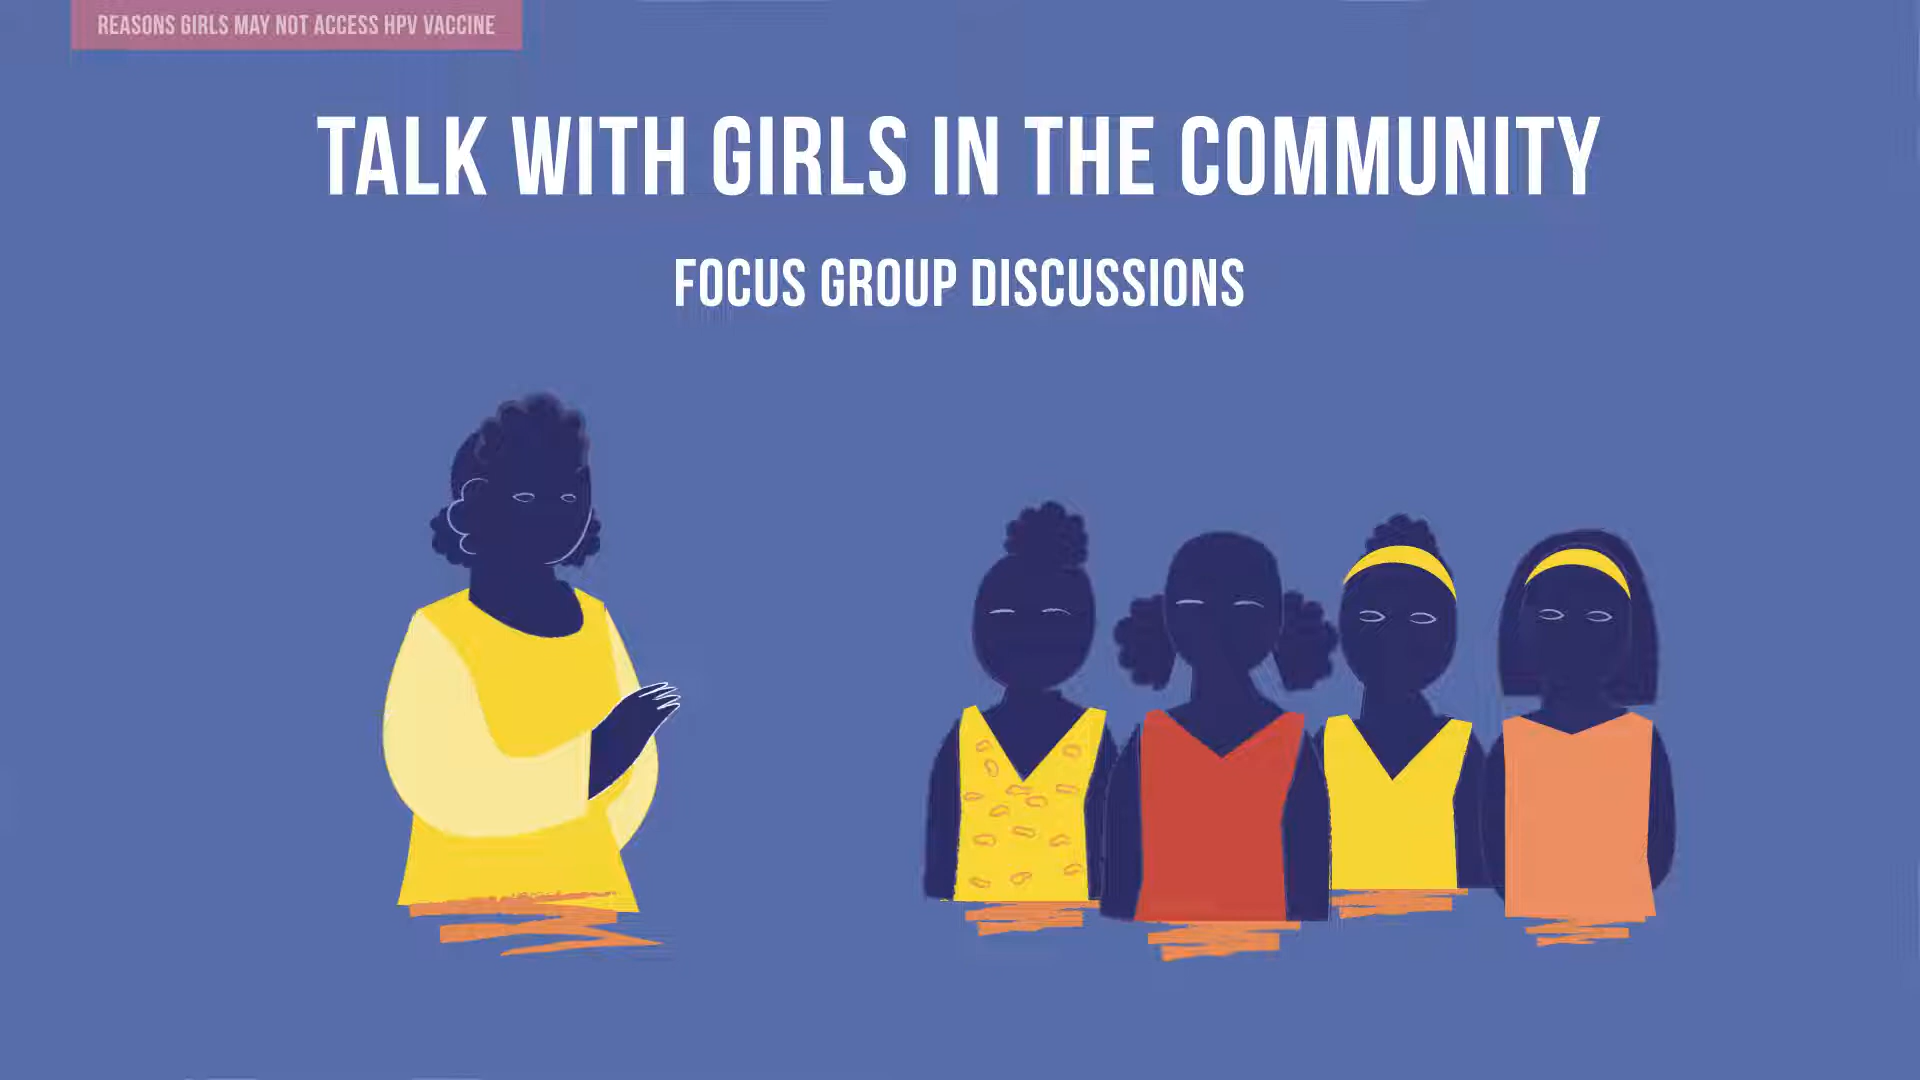 REASONS GIRLS MAY NOT ACCESS HPV VACCINE
TALK WITH GIRLS IN THE COMMUNITY
FOCUS GROUP DISCUSSIONS